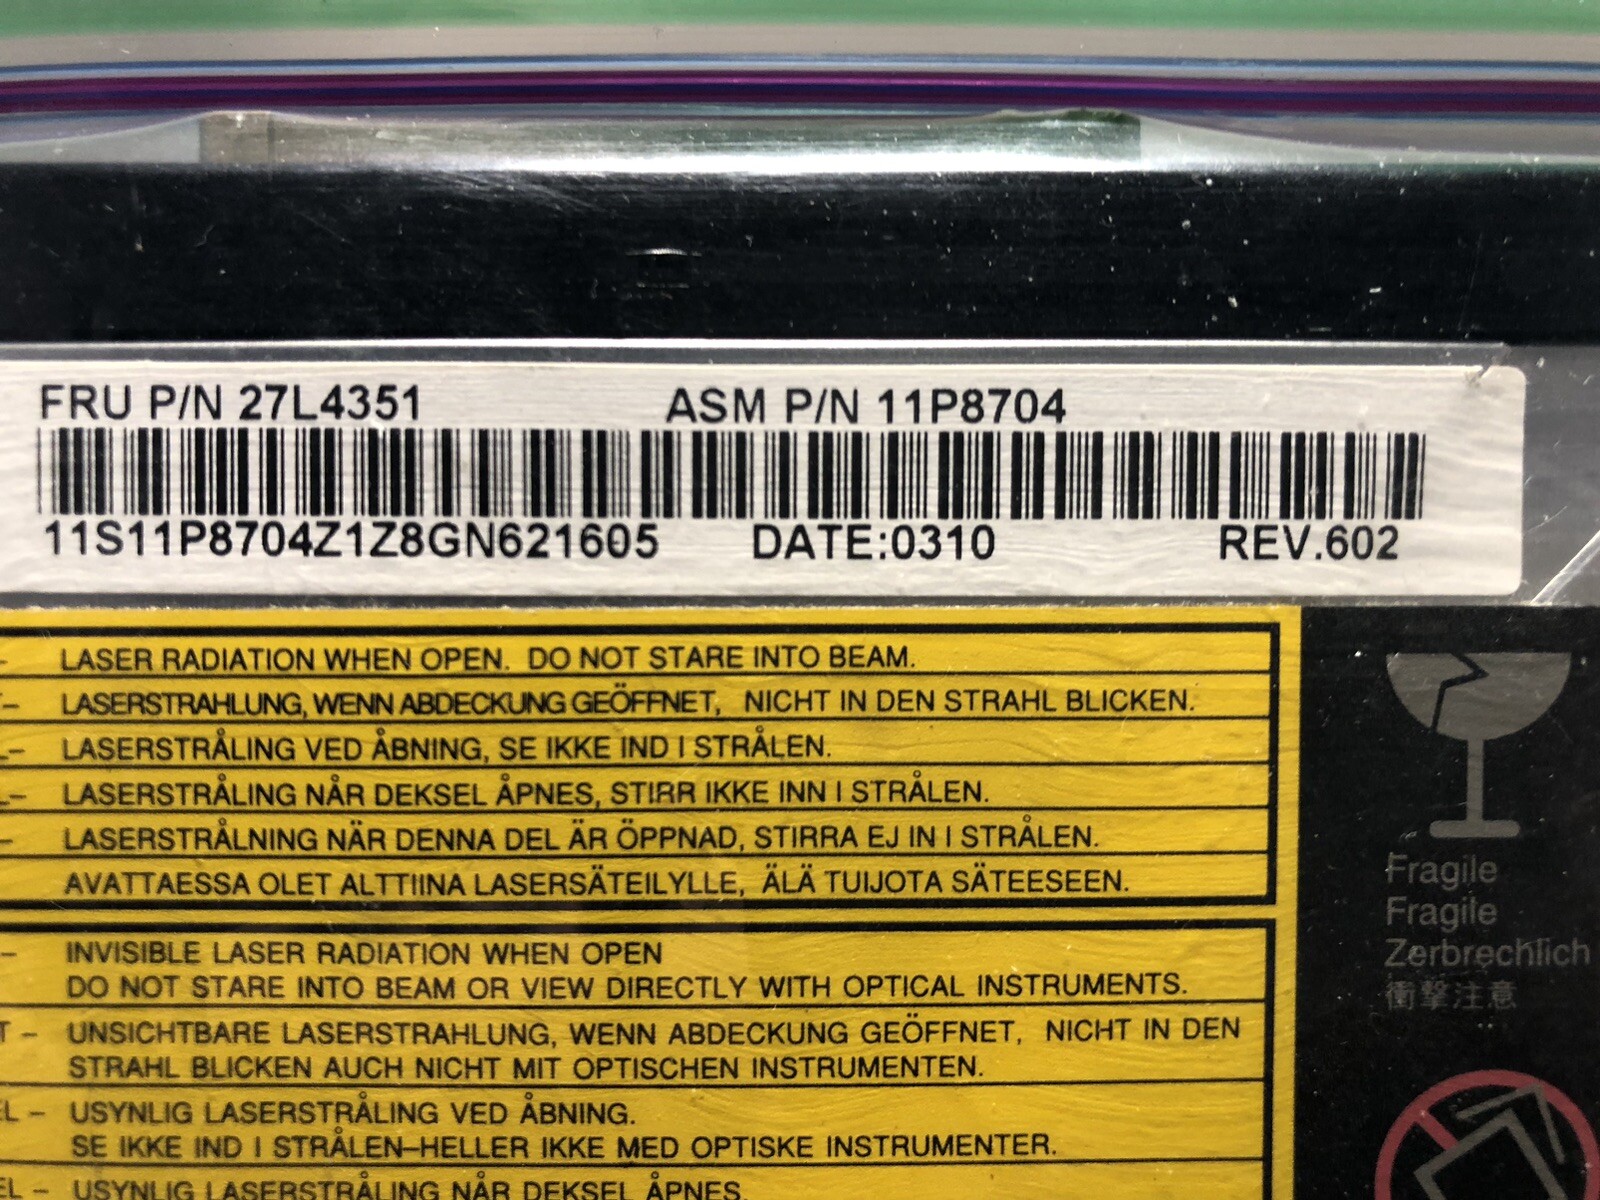 FRU P/N 27L4351 ASM P/N 11P8704
11S11P8704Z1Z8GN621605 DATE:0310 REV.602
– LASER RADIATION WHEN OPEN. DO NOT STARE INTO BEAM.
– LASERSTRAHLUNG, WENN ABDECKUNG GEÖFFNET, NICHT IN DEN STRAHL BLICKEN.
L– LASERSTRÅLING VED ÅBNING, SE IKKE IND I STRÅLEN.
L– LASERSTRÅLING NÅR DEKSEL ÅPNES, STIRR IKKE INN I STRÅLEN.
– LASERSTRÅLNING NÄR DENNA DEL ÄR ÖPPNAD, STIRRA EJ IN I STRÅLEN.
AVATTAESSA OLET ALTTIINA LASERSÄTEILYLLE, ÄLÄ TUIJOTA SÄTEESEEN.
– INVISIBLE LASER RADIATION WHEN OPEN
DO NOT STARE INTO BEAM OR VIEW DIRECTLY WITH OPTICAL INSTRUMENTS.
T – UNSICHTBARE LASERSTRAHLUNG, WENN ABDECKUNG GEÖFFNET, NICHT IN DEN
STRAHL BLICKEN AUCH NICHT MIT OPTISCHEN INSTRUMENTEN.
EL – USYNLIG LASERSTRÅLING VED ÅBNING.
SE IKKE IND I STRÅLEN–HELLER IKKE MED OPTISKE INSTRUMENTER.
EL – USYNLIG LASERSTRÅLING NÅR DEKSEL ÅPNES.
Fragile
Fragile
Zerbrechlich
衝撃注意